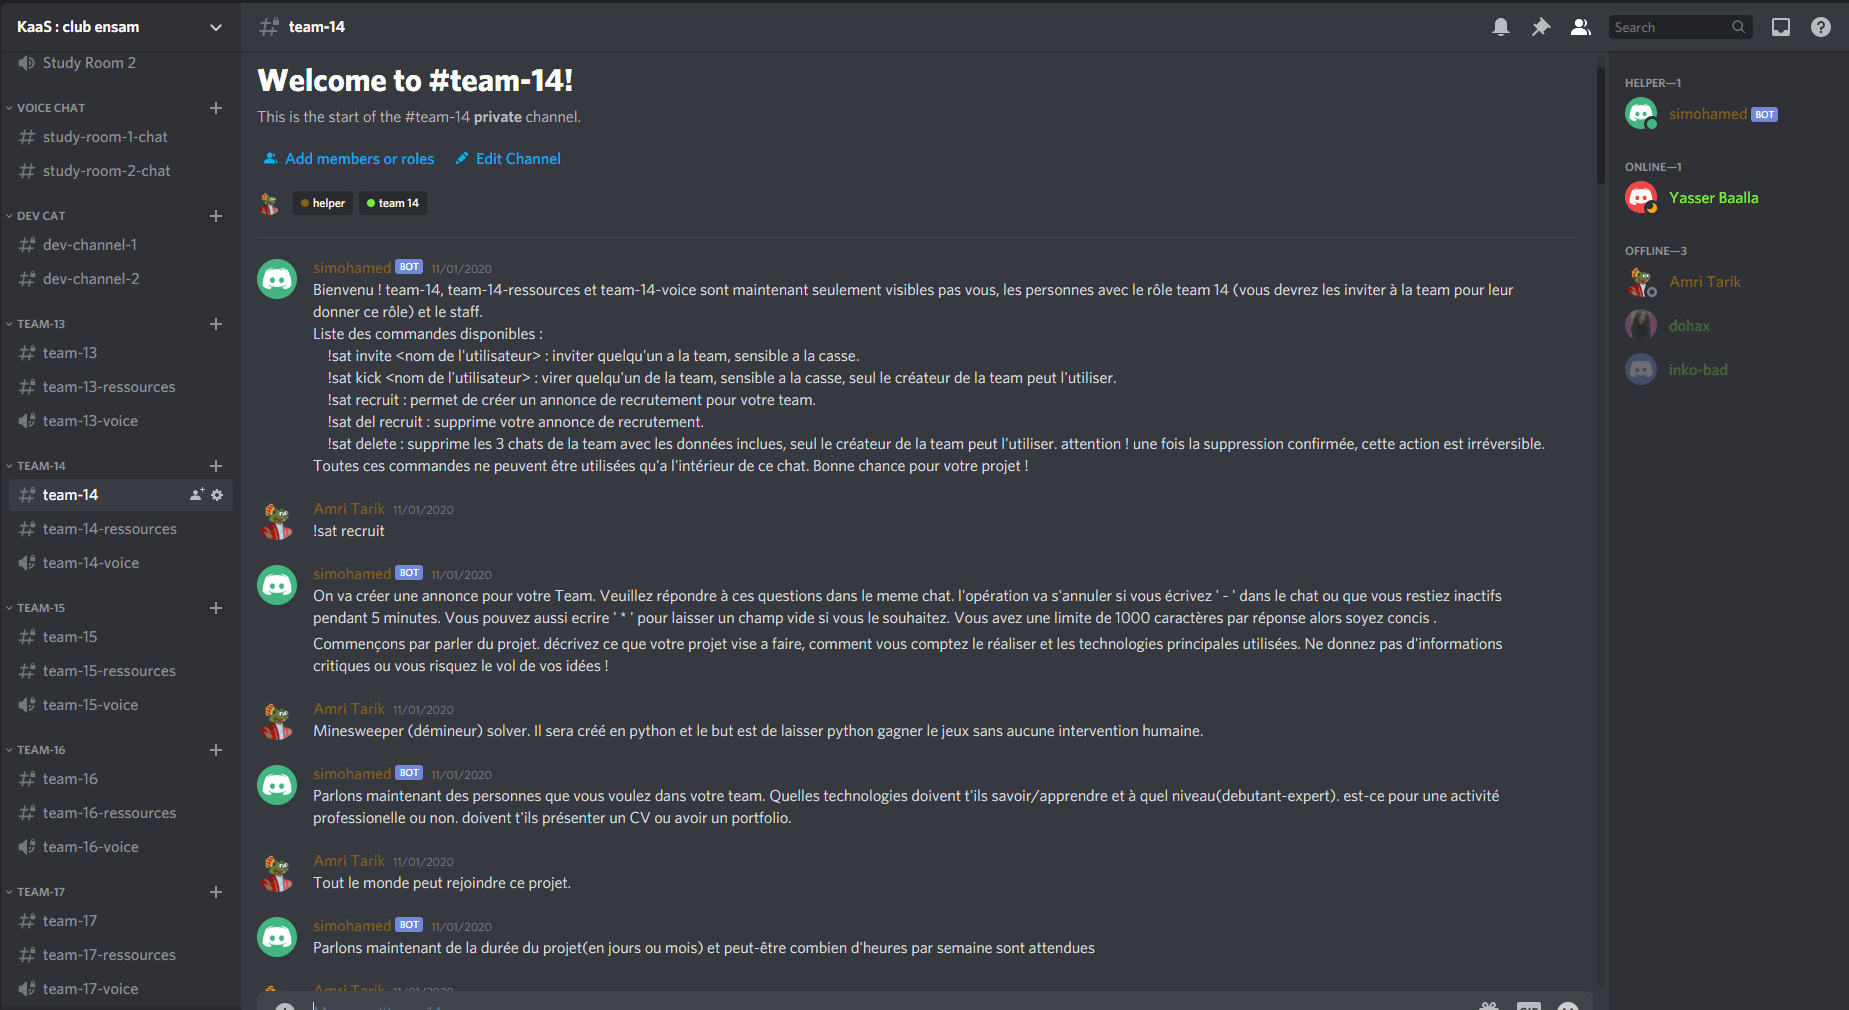 KaaS : club ensam
Study Room 2
VOICE CHAT
study-room-1-chat
study-room-2-chat
DEV CAT
dev-channel-1
dev-channel-2
TEAM-13
team-13
team-13-ressources
team-13-voice
TEAM-14
team-14
team-14-ressources
team-14-voice
TEAM-15
team-15
team-15-ressources
team-15-voice
TEAM-16
team-16
team-16-ressources
team-16-voice
TEAM-17
team-17
team-17-ressources
team-17-voice
team-14
Search
Welcome to #team-14!
This is the start of the #team-14 private channel.
Add members or roles Edit Channel
helper team 14
simohamed BOT 11/01/2020
Bienvenu ! team-14, team-14-ressources et team-14-voice sont maintenant seulement visibles pas vous, les personnes avec le rôle team 14 (vous devrez les inviter à la team pour leur
donner ce rôle) et le staff.
Liste des commandes disponibles :
!sat invite <nom de l'utilisateur> : inviter quelqu'un a la team, sensible a la casse.
!sat kick <nom de l'utilisateur> : virer quelqu'un de la team, sensible a la casse, seul le créateur de la team peut l'utiliser.
!sat recruit : permet de créer un annonce de recrutement pour votre team.
!sat del recruit : supprime votre annonce de recrutement.
!sat delete : supprime les 3 chats de la team avec les données inclues, seul le créateur de la team peut l'utiliser. attention ! une fois la suppression confirmée, cette action est irréversible.
Toutes ces commandes ne peuvent être utilisées qu'a l'intérieur de ce chat. Bonne chance pour votre projet !
Amri Tarik 11/01/2020
!sat recruit
simohamed BOT 11/01/2020
On va créer une annonce pour votre Team. Veuillez répondre à ces questions dans le meme chat. l'opération va s'annuler si vous écrivez ' - ' dans le chat ou que vous restiez inactifs
pendant 5 minutes. Vous pouvez aussi ecrire ' * ' pour laisser un champ vide si vous le souhaitez. Vous avez une limite de 1000 caractères par réponse alors soyez concis .
Commençons par parler du projet. décrivez ce que votre projet vise a faire, comment vous comptez le réaliser et les technologies principales utilisées. Ne donnez pas d'informations
critiques ou vous risquez le vol de vos idées !
Amri Tarik 11/01/2020
Minesweeper (démineur) solver. Il sera créé en python et le but est de laisser python gagner le jeux sans aucune intervention humaine.
simohamed BOT 11/01/2020
Parlons maintenant des personnes que vous voulez dans votre team. Quelles technologies doivent t'ils savoir/apprendre et à quel niveau(debutant-expert). est-ce pour une activité
professionelle ou non. doivent t'ils présenter un CV ou avoir un portfolio.
Amri Tarik 11/01/2020
Tout le monde peut rejoindre ce projet.
simohamed BOT 11/01/2020
Parlons maintenant de la durée du projet(en jours ou mois) et peut-être combien d'heures par semaine sont attendues
Amri Tarik 11/01/2020
HELPER—1
simohamed BOT
ONLINE—1
Yasser Baalla
OFFLINE—3
Amri Tarik
dohax
inko-bad